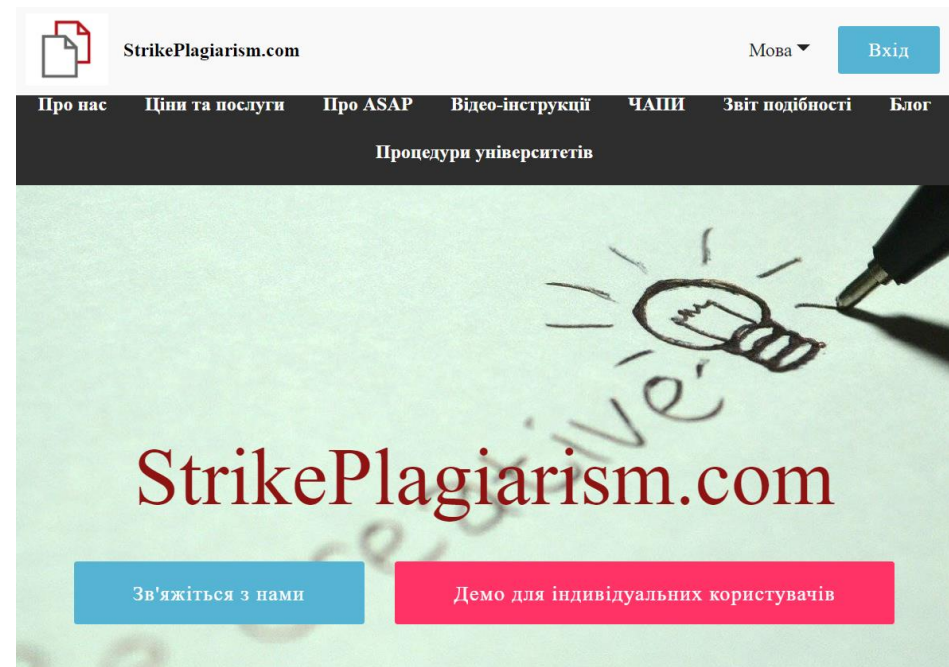 StrikePlagiarism.com Мова Вхід
Про нас Ціни та послуги Про ASAP Відео-інструкції ЧАПИ Звіт подібності Блог
Процедури університетів
StrikePlagiarism.com
Зв'яжіться з нами Демо для індивідуальних користувачів